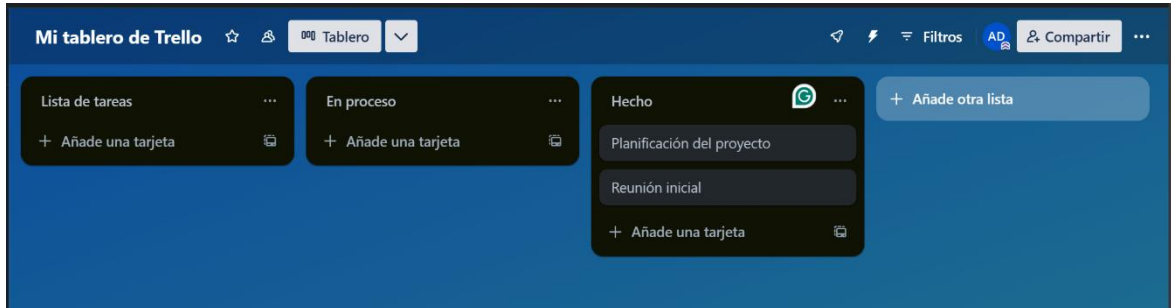 Mi tablero de Trello Tablero Filtros AD Compartir
Lista de tareas
+ Añade una tarjeta
En proceso
+ Añade una tarjeta
Hecho
Planificación del proyecto
Reunión inicial
+ Añade una tarjeta
+ Añade otra lista